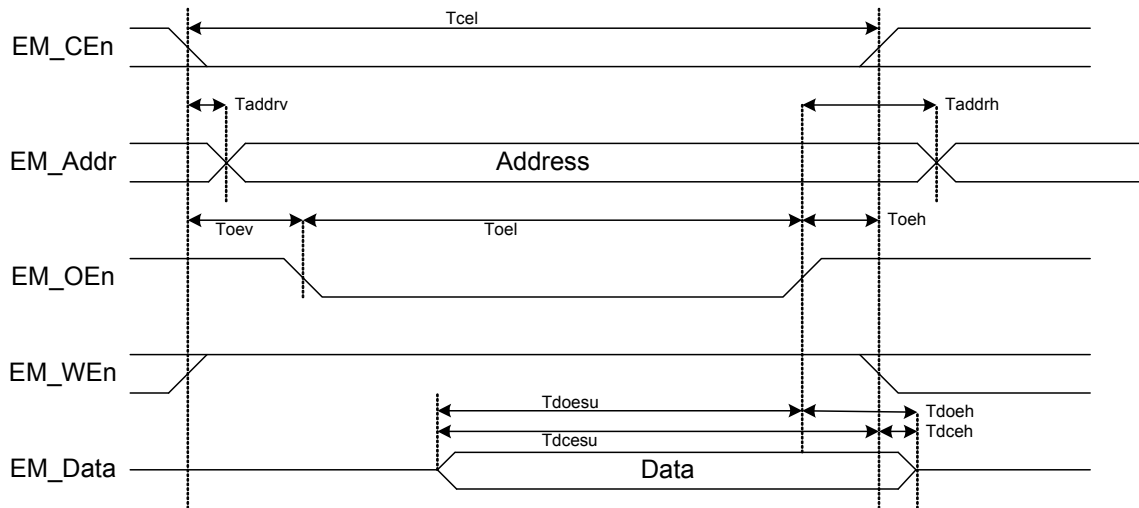 Tcel
EM_CEn
Taddrv
Taddrh
EM_Addr
Address
Toev
Toel
Toeh
EM_OEn
EM_WEn
Tdoesu
Tdoeh
Tdcesu
Tdceh
EM_Data
Data